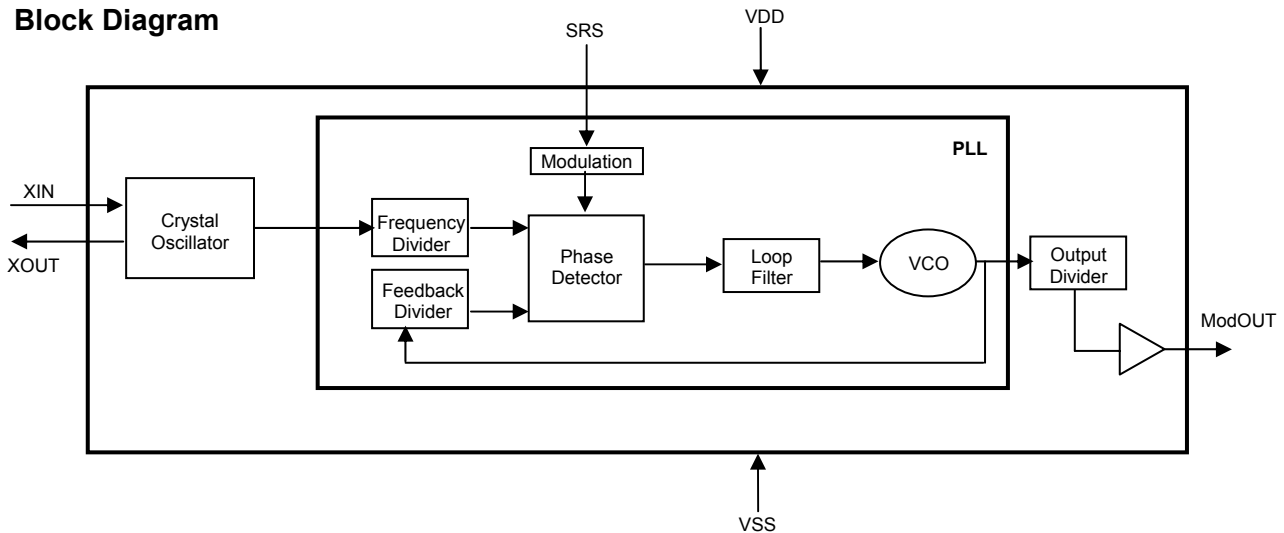 Block Diagram
VDD
SRS
PLL
Modulation
XIN
Crystal
Oscillator
XOUT
Frequency
Divider
Feedback
Divider
Phase
Detector
Loop
Filter
VCO
Output
Divider
ModOUT
VSS